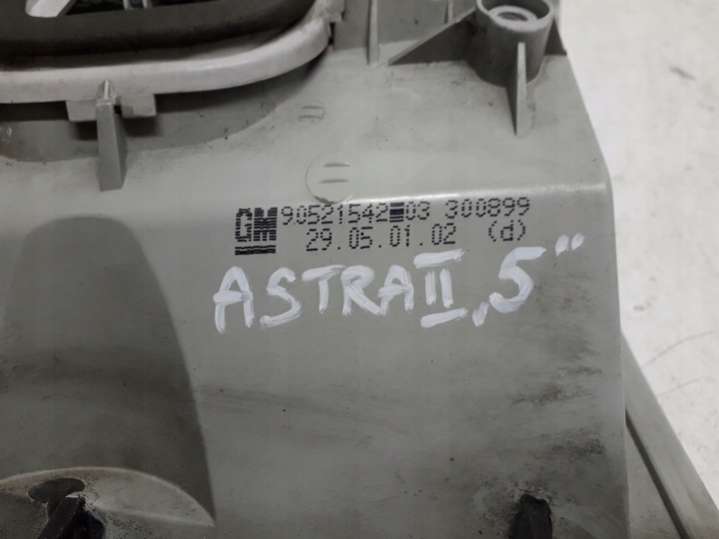 GM 90521542 03 300899
29.05.01.02 (d)
ASTRA II, 5"